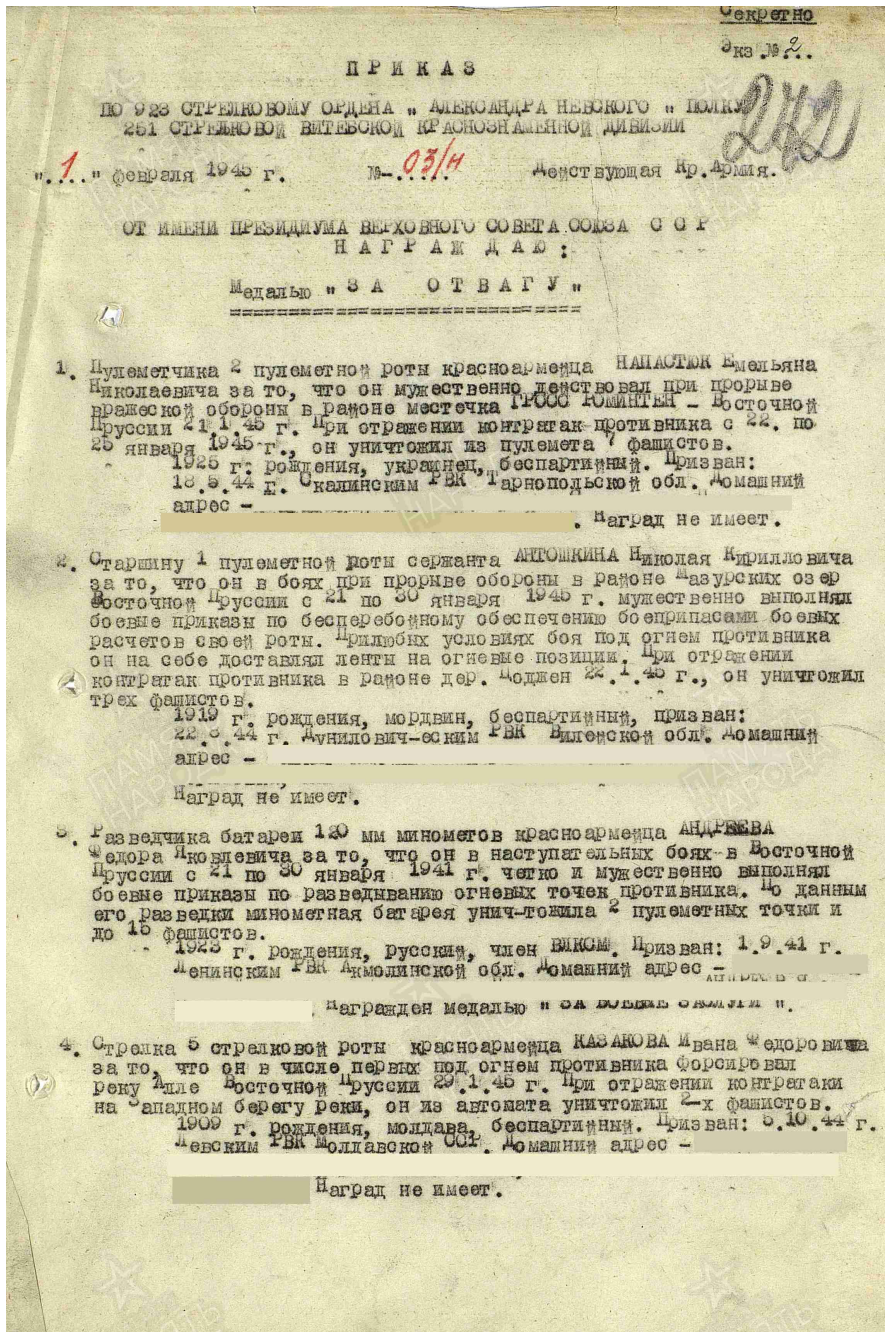 Секретно
Экз.№ 2..
272
ПРИКАЗ
ПО 923 СТРЕЛКОВОМУ ОРДЕНА „ АЛЕКСАНДРА НЕВСКОГО " ПОЛКУ
251 СТРЕЛКОВОЙ ВИТЕБСКОЙ КРАСНОЗНАМЕННОЙ ДИВИЗИИ
"1" февраля 1945 г. №-03/н Действующая Кр.Армия.
ОТ ИМЕНИ ПРЕЗИДИУМА ВЕРХОВНОГО СОВЕТА СОЮЗА ССР
НАГРАЖДАЮ:
Медалью " ЗА ОТВАГУ "
1. Пулеметчика 2 пулеметной роты красноармейца НАПАСТЮК Емельяна
Николаевича за то, что он мужественно действовал при прорыве
вражеской обороны в районе местечка ГРОСС РОМИНТЕН – Восточной
Пруссии 21.1.45 г. При отражении контратак противника с 22. по
25 января 1945 г., он уничтожил из пулемета 7 фашистов.
1925 г. рождения, украинец, беспартийный. Призван:
18.5.44 г. Скалинским РВК Тарнопольской обл. Домашний
адрес –
. Наград не имеет.
2. Старшину 1 пулеметной роты сержанта АНТОШКИНА Николая Кирилловича
за то, что он в боях при прорыве обороны в районе Мазурских озер
Восточной Пруссии с 21 по 30 января 1945 г. мужественно выполнял
боевые приказы по бесперебойному обеспечению боеприпасами боевых
расчетов своей роты. Прилюбых условиях боя под огнем противника
он на себе доставлял ленты на огневые позиции. При отражении
контратак противника в районе дер. Доджен 22.1.45 г., он уничтожил
трех фашистов.
1919 г. рождения, мордвин, беспартийный, призван:
22.8.44 г. Дунилович-еским РВК Вилейской обл. Домашний
адрес –
Наград не имеет.
3. Разведчика батареи 120 мм минометов красноармейца АНДРЕЕВА
Федора Яковлевича за то, что он в наступательных боях в Восточной
Пруссии с 21 по 30 января 1941 г. четко и мужественно выполнял
боевые приказы по разведыванию огневых точек противника. По данным
его разведки минометная батарея унич-тожила 2 пулеметных точки и
до 15 фашистов.
1923 г. рождения, русский, член ВЛКСМ. Призван: 1.9.41 г.
Ленинским РВК Акмолинской обл. Домашний адрес –
Награжден медалью " ЗА БОЕВЫЕ ЗАСЛУГИ ".
4. Стрелка 5 стрелковой роты красноармейца КАЗАКОВА Ивана Федоровича
за то, что он в числе первых под огнем противника форсировал
реку Алле Восточной Пруссии 29.1.45 г. При отражении контратаки
на Западном берегу реки, он из автомата уничтожил 2-х фашистов.
1909 г. рождения, молдава, беспартийный. Призван: 5.10.44 г.
Левским РВК Молдавской ССР. Домашний адрес –
Наград не имеет.